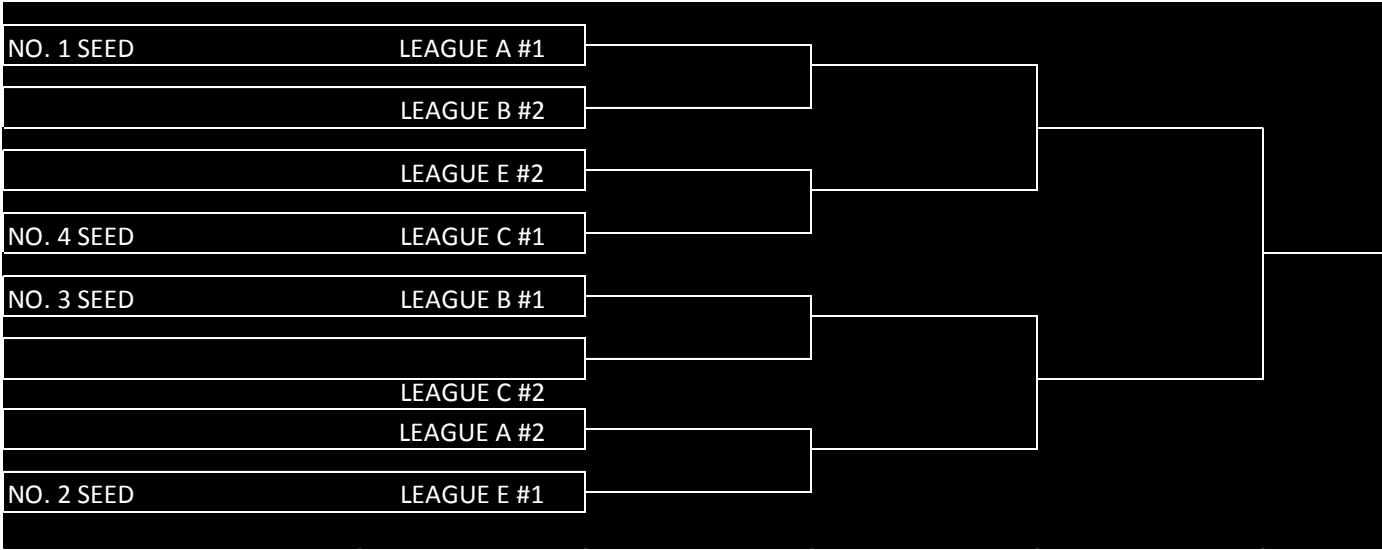 NO. 1 SEED LEAGUE A #1
LEAGUE B #2
LEAGUE E #2
NO. 4 SEED LEAGUE C #1
NO. 3 SEED LEAGUE B #1
LEAGUE C #2
LEAGUE A #2
NO. 2 SEED LEAGUE E #1